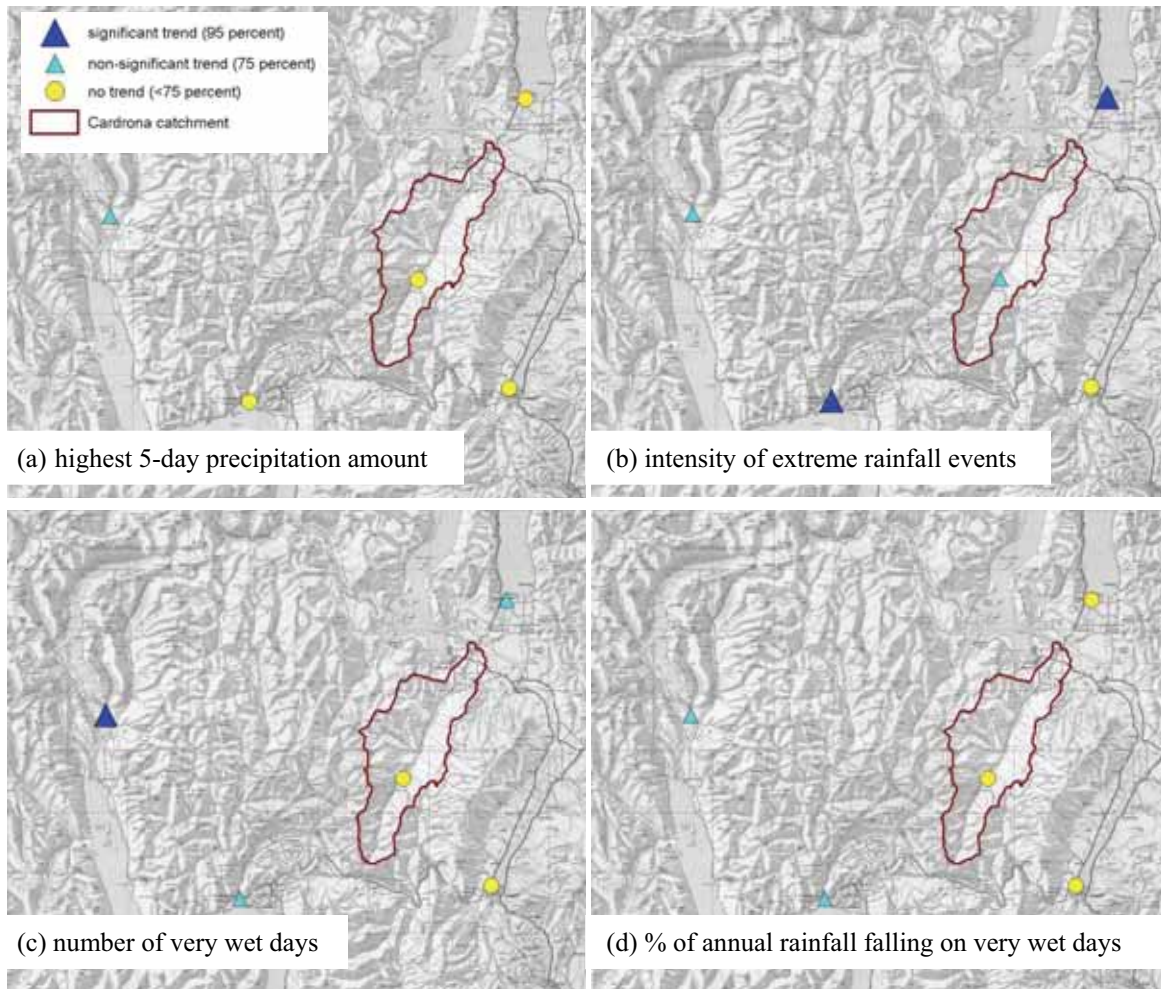 significant trend (95 percent)
non-significant trend (75 percent)
no trend (<75 percent)
Cardrona catchment
(a) highest 5-day precipitation amount
(b) intensity of extreme rainfall events
(c) number of very wet days
(d) % of annual rainfall falling on very wet days